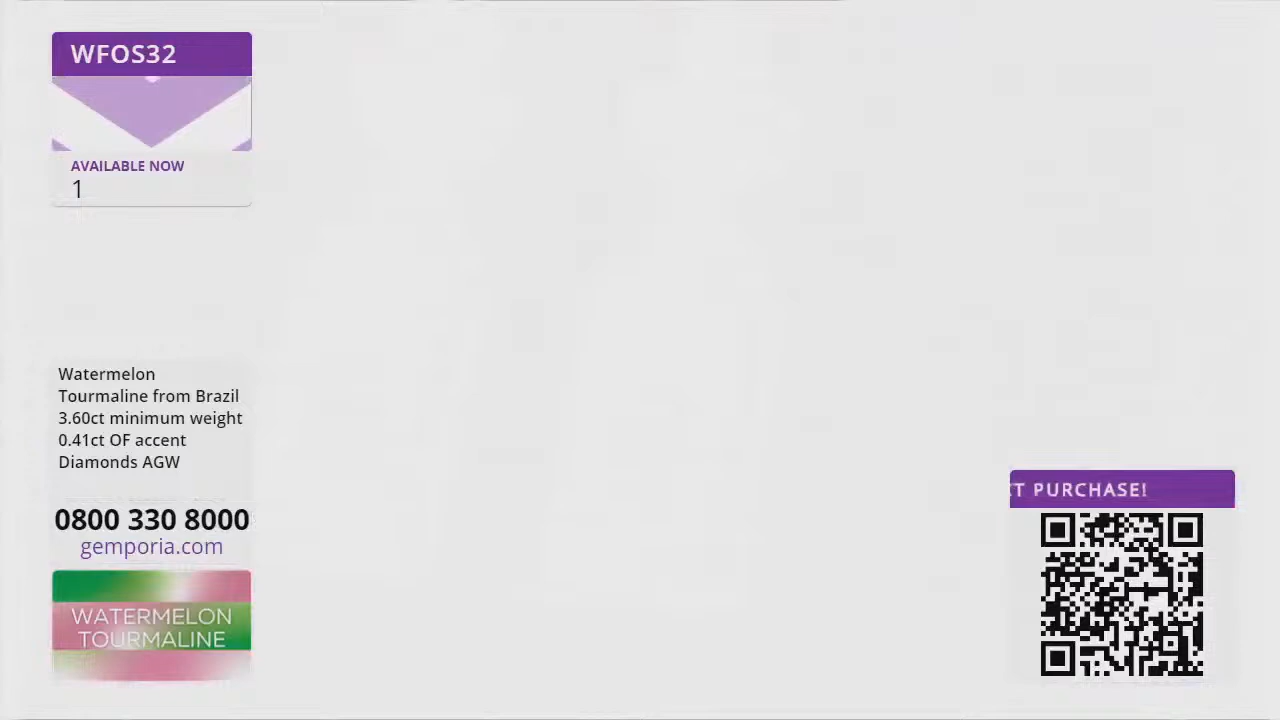 WFOS32
AVAILABLE NOW
1
Watermelon
Tourmaline from Brazil
3.60ct minimum weight
0.41ct OF accent
Diamonds AGW
0800 330 8000
gemporia.com
WATERMELON
TOURMALINE
PURCHASE!